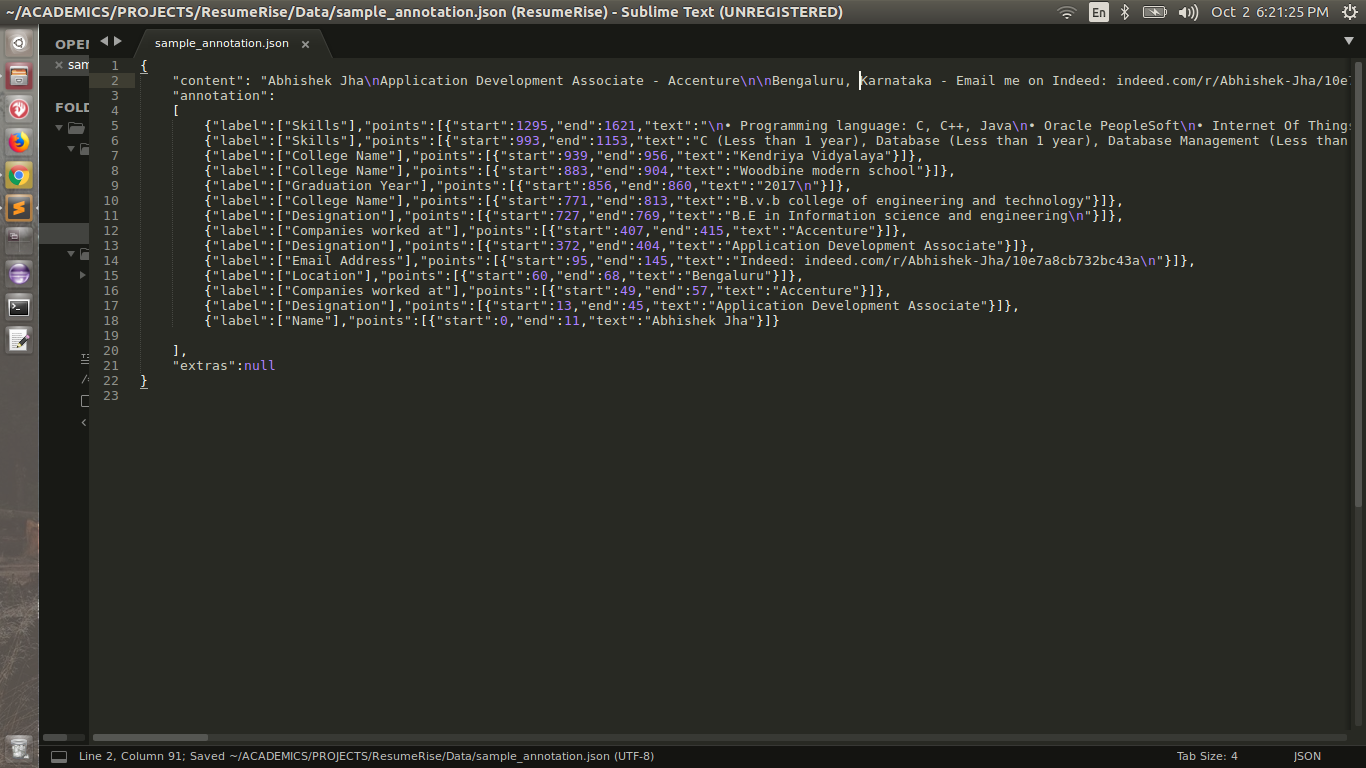 ~/ACADEMICS/PROJECTS/ResumeRise/Data/sample_annotation.json (ResumeRise) - Sublime Text (UNREGISTERED)
En
Oct 2 6:21:25 PM
OPEN
sam
FOLD
sample_annotation.json
1 {
2 "content": "Abhishek Jha\nApplication Development Associate - Accenture\n\nBengaluru, Karnataka - Email me on Indeed: indeed.com/r/Abhishek-Jha/10e7
3 "annotation":
4 [
5 {"label":["Skills"],"points":[{"start":1295,"end":1621,"text":"\n• Programming language: C, C++, Java\n• Oracle PeopleSoft\n• Internet Of Things
6 {"label":["Skills"],"points":[{"start":993,"end":1153,"text":"C (Less than 1 year), Database (Less than 1 year), Database Management (Less than
7 {"label":["College Name"],"points":[{"start":939,"end":956,"text":"Kendriya Vidyalaya"}]},
8 {"label":["College Name"],"points":[{"start":883,"end":904,"text":"Woodbine modern school"}]},
9 {"label":["Graduation Year"],"points":[{"start":856,"end":860,"text":"2017\n"}]},
10 {"label":["College Name"],"points":[{"start":771,"end":813,"text":"B.v.b college of engineering and technology"}]},
11 {"label":["Designation"],"points":[{"start":727,"end":769,"text":"B.E in Information science and engineering\n"}]},
12 {"label":["Companies worked at"],"points":[{"start":407,"end":415,"text":"Accenture"}]},
13 {"label":["Designation"],"points":[{"start":372,"end":404,"text":"Application Development Associate"}]},
14 {"label":["Email Address"],"points":[{"start":95,"end":145,"text":"Indeed: indeed.com/r/Abhishek-Jha/10e7a8cb732bc43a\n"}]},
15 {"label":["Location"],"points":[{"start":60,"end":68,"text":"Bengaluru"}]},
16 {"label":["Companies worked at"],"points":[{"start":49,"end":57,"text":"Accenture"}]},
17 {"label":["Designation"],"points":[{"start":13,"end":45,"text":"Application Development Associate"}]},
18 {"label":["Name"],"points":[{"start":0,"end":11,"text":"Abhishek Jha"}]}
19
20 ],
21 "extras":null
22 }
23
Line 2, Column 91; Saved ~/ACADEMICS/PROJECTS/ResumeRise/Data/sample_annotation.json (UTF-8)
Tab Size: 4
JSON